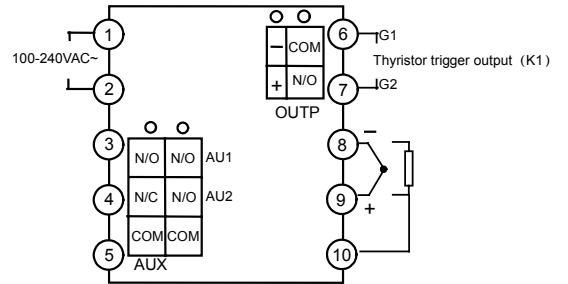 1
6
G1
− COM
100-240VAC~
Thyristor trigger output（K1）
+ N/O
2
7
G2
OUTP
3
8
−
N/O N/O AU1
4
N/C N/O AU2
9
+
COM COM
5
AUX
10